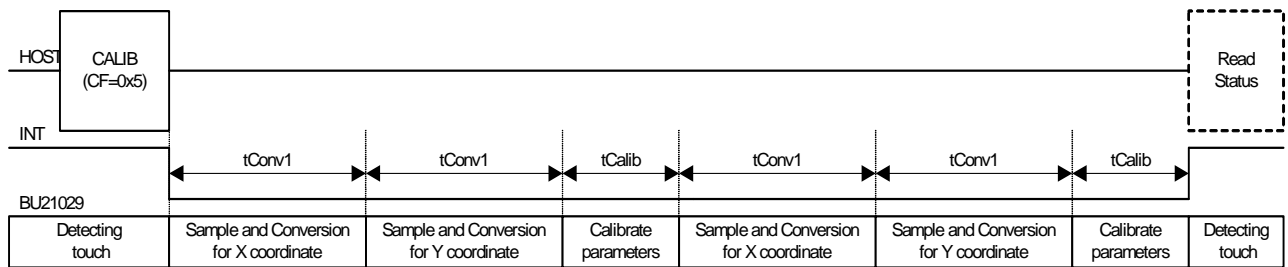 HOST
CALIB
(CF=0x5)
Read
Status
INT
tConv1 tConv1 tCalib tConv1 tConv1 tCalib
BU21029
Detecting Sample and Conversion Sample and Conversion Calibrate Sample and Conversion Sample and Conversion Calibrate Detecting
touch for X coordinate for Y coordinate parameters for X coordinate for Y coordinate parameters touch